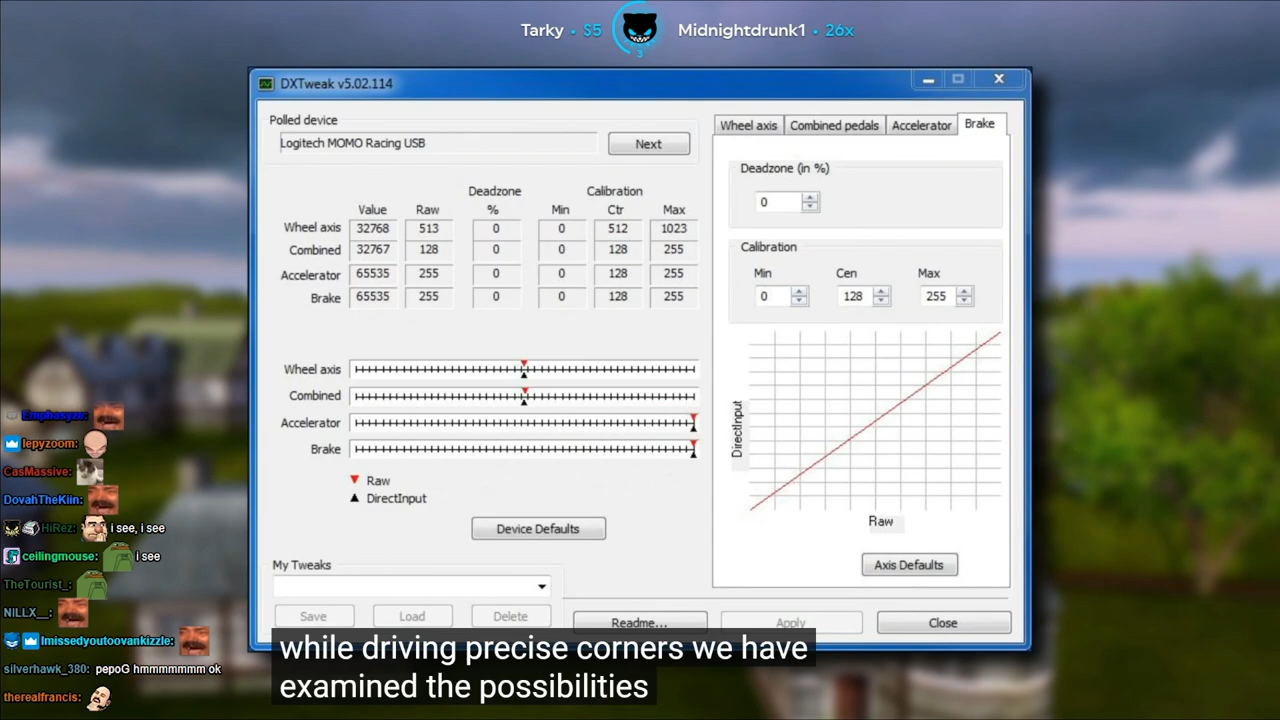 Tarky • $5
3
Midnightdrunk1 • 26x
DXTweak v5.02.114
Polled device
Logitech MOMO Racing USB
Next
Deadzone Calibration
Value Raw % Min Ctr Max
Wheel axis 32768 513 0 0 512 1023
Combined 32767 128 0 0 128 255
Accelerator 65535 255 0 0 128 255
Brake 65535 255 0 0 128 255
Wheel axis
Combined
Accelerator
Brake
Raw
DirectInput
Device Defaults
My Tweaks
Save Load Delete
Wheel axis Combined pedals Accelerator Brake
Deadzone (in %)
0
Calibration
Min Cen Max
0 128 255
DirectInput
Raw
Axis Defaults
Readme... Apply Close
Emphasyze:
lepyzoom:
CasMassive:
DovahTheKiin:
HiRez: i see, i see
ceilingmouse: i see
TheTourist_:
NILLX__:
Imissedyoutoovankizzle:
silverhawk_380: pepoG hmmmmmmm ok
therealfrancis:
while driving precise corners we have
examined the possibilities